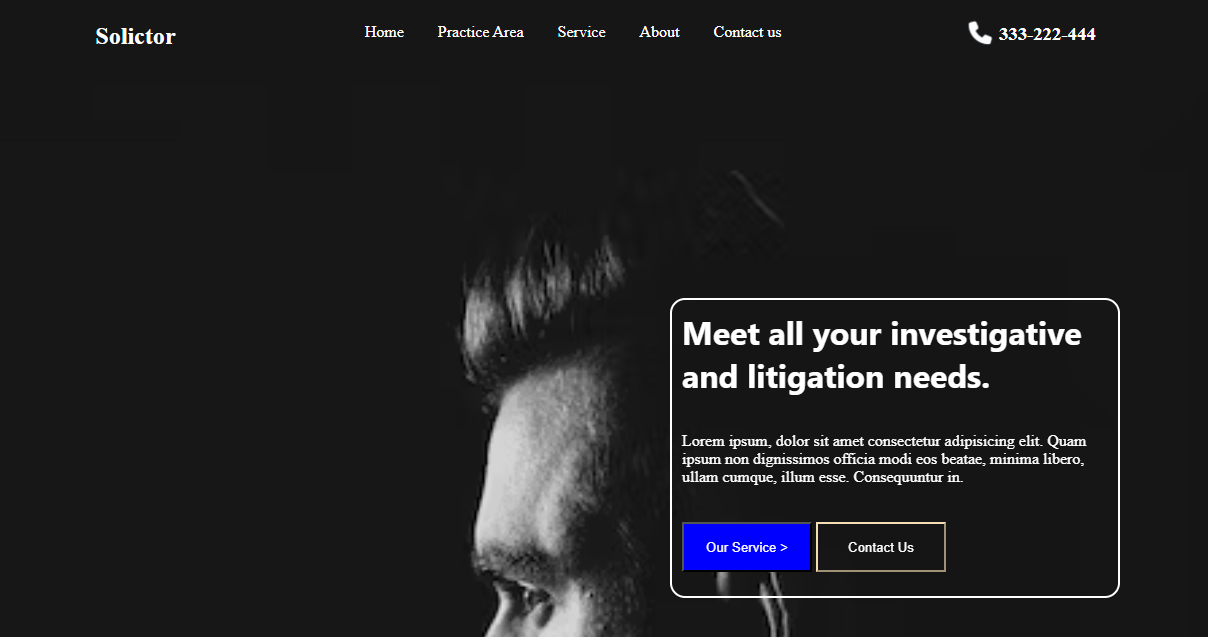 Solictor
Home Practice Area Service About Contact us
333-222-444
Meet all your investigative
and litigation needs.
Lorem ipsum, dolor sit amet consectetur adipisicing elit. Quam
ipsum non dignissimos officia modi eos beatae, minima libero,
ullam cumque, illum esse. Consequuntur in.
Our Service >
Contact Us